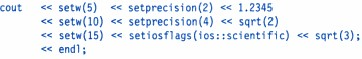 cout << setw(5) << setprecision(2) << 1.2345
<< setw(10) << setprecision(4) << sqrt(2)
<< setw(15) << setiosflags(ios::scientific) << sqrt(3);
<< endl;